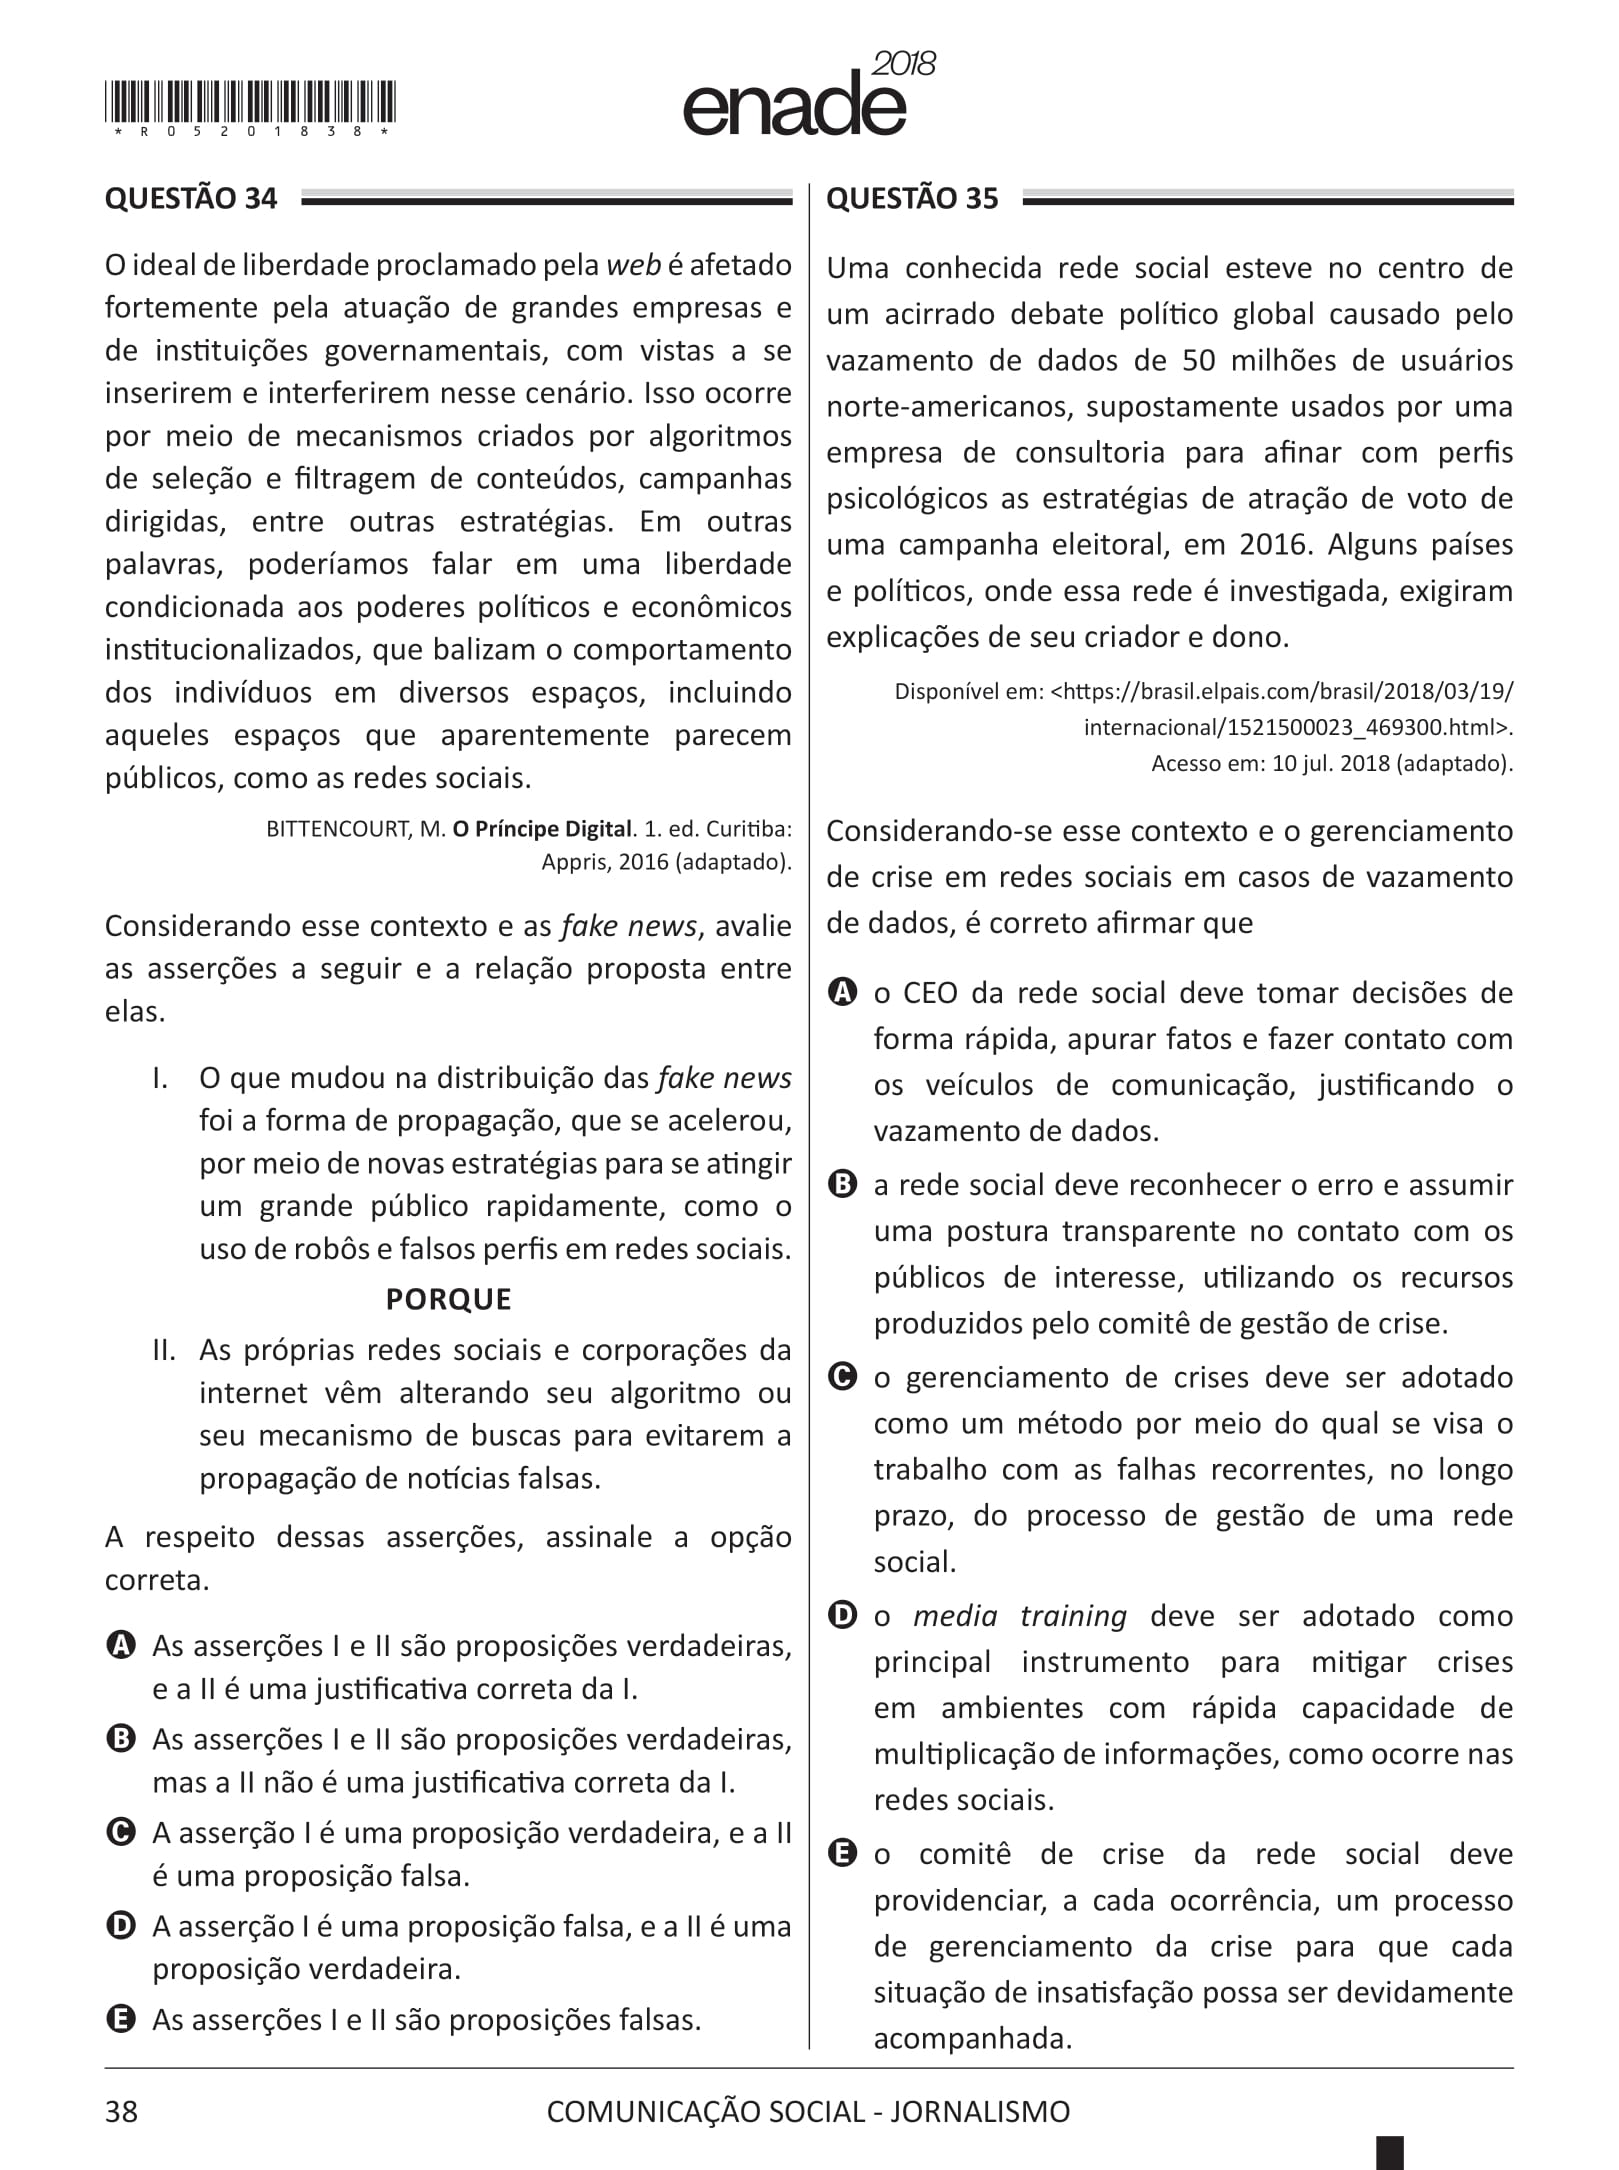 * R 0 5 2 0 1 8 3 8 *
enade 2018
QUESTÃO 34
O ideal de liberdade proclamado pela web é afetado
fortemente pela atuação de grandes empresas e
de instituições governamentais, com vistas a se
inserirem e interferirem nesse cenário. Isso ocorre
por meio de mecanismos criados por algoritmos
de seleção e filtragem de conteúdos, campanhas
dirigidas, entre outras estratégias. Em outras
palavras, poderíamos falar em uma liberdade
condicionada aos poderes políticos e econômicos
institucionalizados, que balizam o comportamento
dos indivíduos em diversos espaços, incluindo
aqueles espaços que aparentemente parecem
públicos, como as redes sociais.
BITTENCOURT, M. O Príncipe Digital. 1. ed. Curitiba:
Appris, 2016 (adaptado).
Considerando esse contexto e as fake news, avalie
as asserções a seguir e a relação proposta entre
elas.
I. O que mudou na distribuição das fake news
foi a forma de propagação, que se acelerou,
por meio de novas estratégias para se atingir
um grande público rapidamente, como o
uso de robôs e falsos perfis em redes sociais.
PORQUE
II. As próprias redes sociais e corporações da
internet vêm alterando seu algoritmo ou
seu mecanismo de buscas para evitarem a
propagação de notícias falsas.
A respeito dessas asserções, assinale a opção
correta.
A As asserções I e II são proposições verdadeiras,
e a II é uma justificativa correta da I.
B As asserções I e II são proposições verdadeiras,
mas a II não é uma justificativa correta da I.
C A asserção I é uma proposição verdadeira, e a II
é uma proposição falsa.
D A asserção I é uma proposição falsa, e a II é uma
proposição verdadeira.
E As asserções I e II são proposições falsas.
QUESTÃO 35
Uma conhecida rede social esteve no centro de
um acirrado debate político global causado pelo
vazamento de dados de 50 milhões de usuários
norte-americanos, supostamente usados por uma
empresa de consultoria para afinar com perfis
psicológicos as estratégias de atração de voto de
uma campanha eleitoral, em 2016. Alguns países
e políticos, onde essa rede é investigada, exigiram
explicações de seu criador e dono.
Disponível em: <https://brasil.elpais.com/brasil/2018/03/19/
internacional/1521500023_469300.html>.
Acesso em: 10 jul. 2018 (adaptado).
Considerando-se esse contexto e o gerenciamento
de crise em redes sociais em casos de vazamento
de dados, é correto afirmar que
A o CEO da rede social deve tomar decisões de
forma rápida, apurar fatos e fazer contato com
os veículos de comunicação, justificando o
vazamento de dados.
B a rede social deve reconhecer o erro e assumir
uma postura transparente no contato com os
públicos de interesse, utilizando os recursos
produzidos pelo comitê de gestão de crise.
C o gerenciamento de crises deve ser adotado
como um método por meio do qual se visa o
trabalho com as falhas recorrentes, no longo
prazo, do processo de gestão de uma rede
social.
D o media training deve ser adotado como
principal instrumento para mitigar crises
em ambientes com rápida capacidade de
multiplicação de informações, como ocorre nas
redes sociais.
E o comitê de crise da rede social deve
providenciar, a cada ocorrência, um processo
de gerenciamento da crise para que cada
situação de insatisfação possa ser devidamente
acompanhada.
38
COMUNICAÇÃO SOCIAL - JORNALISMO